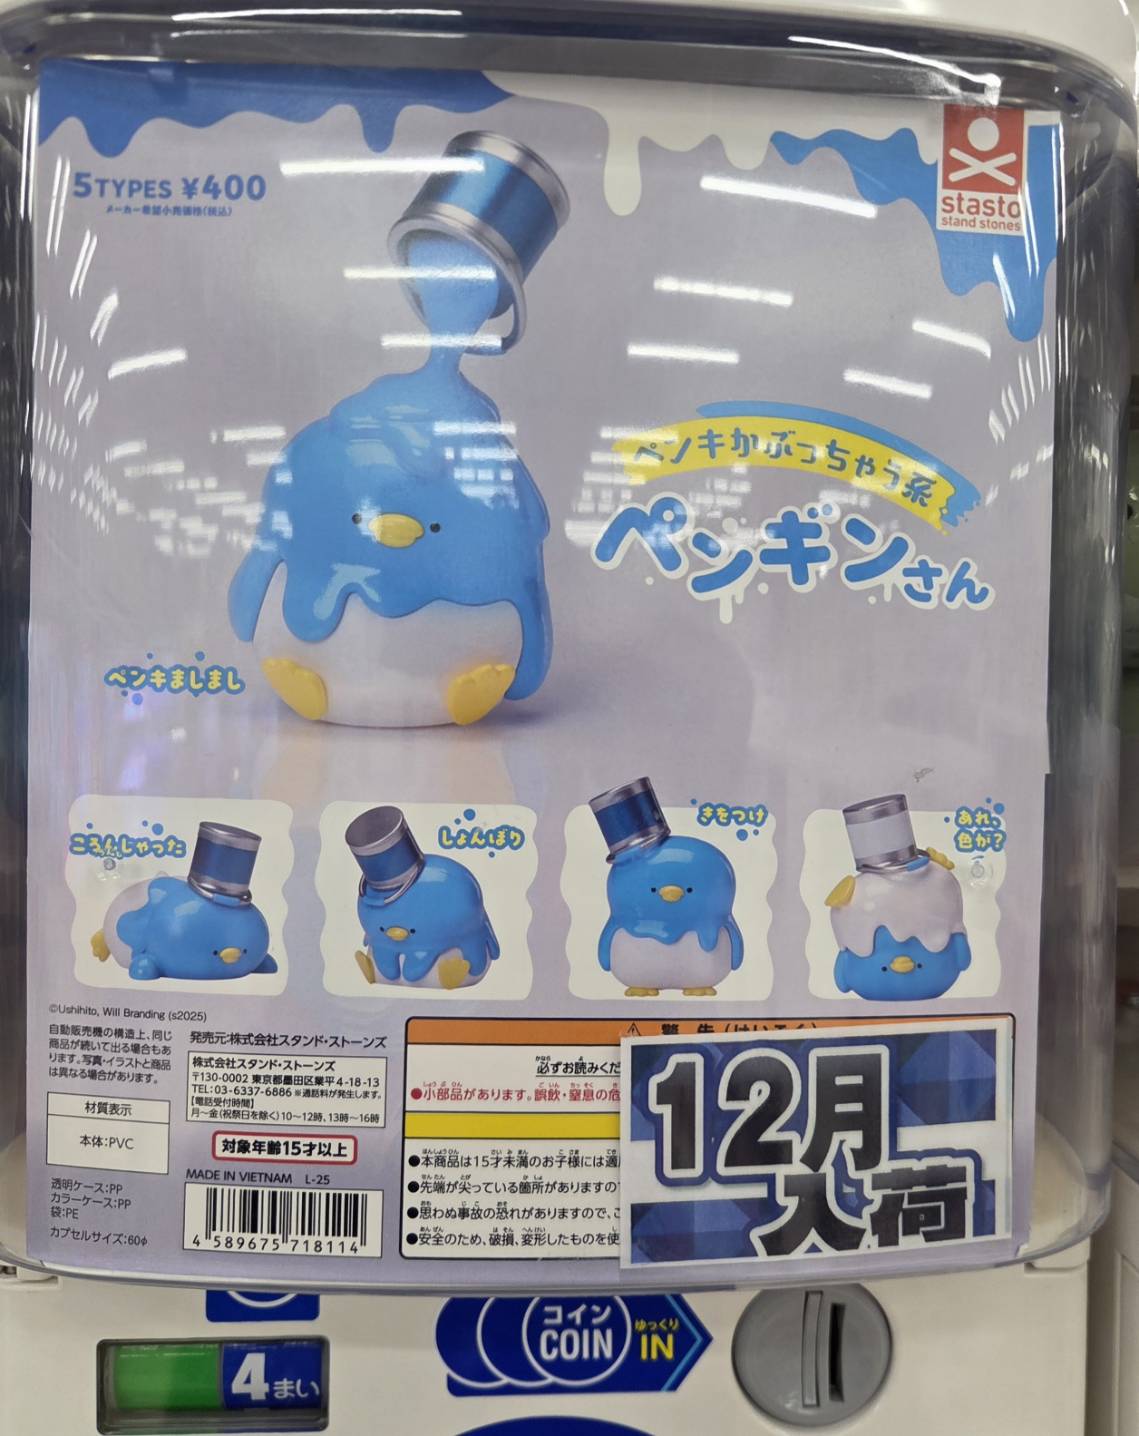 5TYPES ¥400
メーカー希望小売価格(税込)
stasto
stand stones
ペンキかぶっちゃう系
ペンギンさん
ペンキましまし
ころんじゃった
しょんぼり
きをつけ
あれ、
色が?
©Ushihito, Will Branding (s2025)
自動販売機の構造上、同じ
商品が続いて出る場合もあ
ります。写真・イラストと商品
は異なる場合があります。
材質表示
本体:PVC
透明ケース:PP
カラーケース:PP
袋:PE
カプセルサイズ:60φ
発売元:株式会社スタンド・ストーンズ
株式会社スタンド・ストーンズ
〒130-0002 東京都墨田区業平4-18-13
TEL:03-6337-6886 ※通話料が発生します。
【電話受付時間】
月〜金(祝祭日を除く)10〜12時、13時〜16時
対象年齢15才以上
MADE IN VIETNAM L-25
4 589675 718114
警告(けいこく)
必ずお読みくだ
●小部品があります。誤飲・窒息の危
●本商品は15才未満のお子様には適
●先端が尖っている箇所がありますの
●思わぬ事故の恐れがありますので、
●安全のため、破損、変形したものを使
12月
入荷
4まい
コイン
COIN
ゆっくり
IN